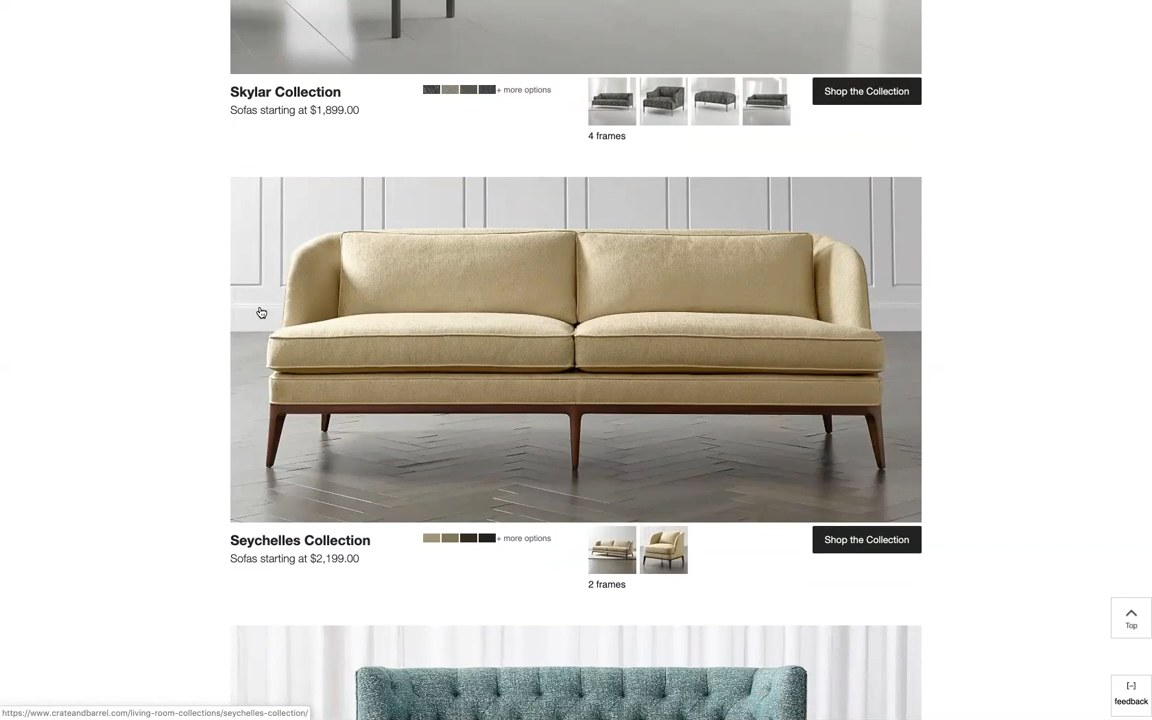 Skylar Collection
Sofas starting at $1,899.00
+ more options
4 frames
Shop the Collection
Seychelles Collection
Sofas starting at $2,199.00
+ more options
2 frames
Shop the Collection
Top
[-]
feedback
https://www.crateandbarrel.com/living-room-collections/seychelles-collection/